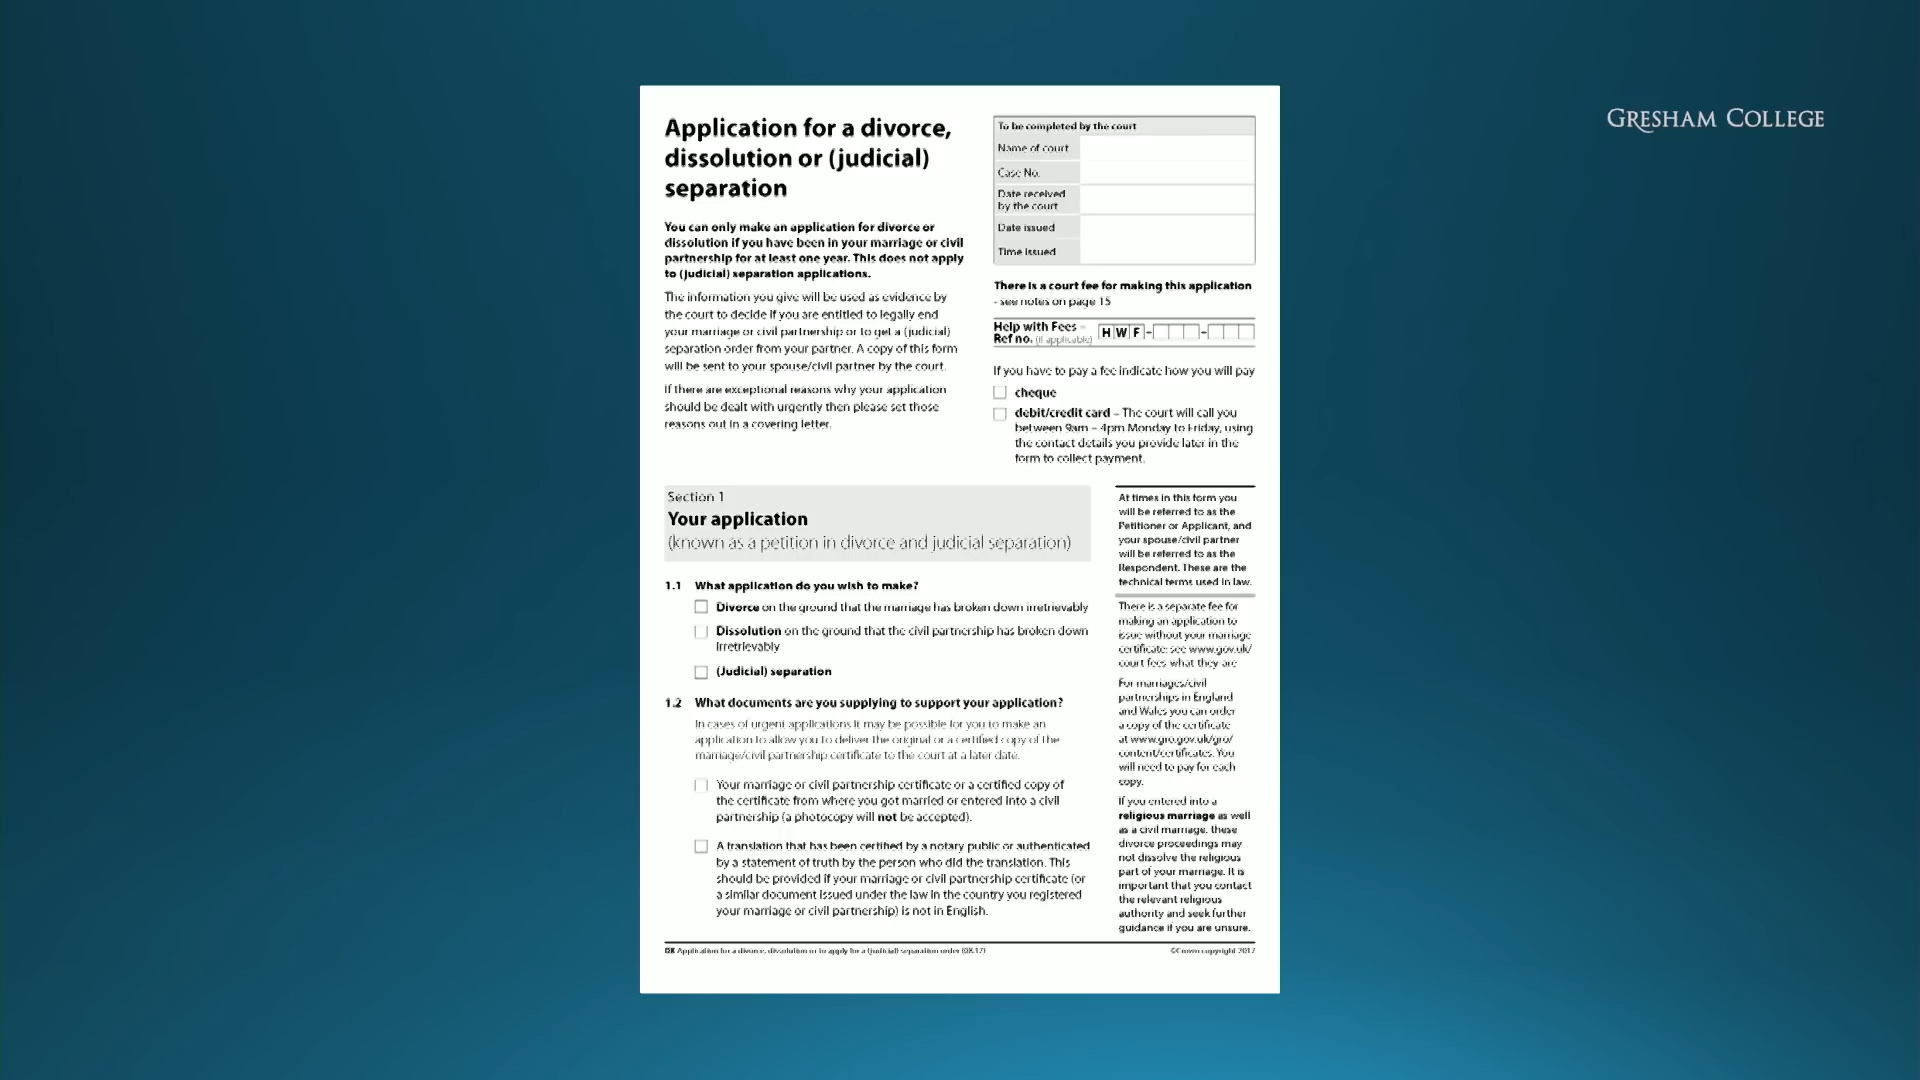 GRESHAM COLLEGE
Application for a divorce,
dissolution or (judicial)
separation
You can only make an application for divorce or
dissolution if you have been in your marriage or civil
partnership for at least one year. This does not apply
to (judicial) separation applications.
The information you give will be used as evidence by
the court to decide if you are entitled to legally end
your marriage or civil partnership or to get a (judicial)
separation order from your partner. A copy of this form
will be sent to your spouse/civil partner by the court.
If there are exceptional reasons why your application
should be dealt with urgently then please set those
reasons out in a covering letter.
To be completed by the court
Name of court
Case No.
Date received
by the court
Date issued
Time issued
There is a court fee for making this application
- see notes on page 15
Help with Fees –
Ref no. (if applicable)
H W F - -
If you have to pay a fee indicate how you will pay
cheque
debit/credit card – The court will call you
between 9am – 4pm Monday to Friday, using
the contact details you provide later in the
form to collect payment.
Section 1
Your application
(known as a petition in divorce and judicial separation)
1.1 What application do you wish to make?
Divorce on the ground that the marriage has broken down irretrievably
Dissolution on the ground that the civil partnership has broken down
irretrievably
(Judicial) separation
1.2 What documents are you supplying to support your application?
In cases of urgent applications it may be possible for you to make an
application to allow you to deliver the original or a certified copy of the
marriage/civil partnership certificate to the court at a later date.
Your marriage or civil partnership certificate or a certified copy of
the certificate from where you got married or entered into a civil
partnership (a photocopy will not be accepted).
A translation that has been certified by a notary public or authenticated
by a statement of truth by the person who did the translation. This
should be provided if your marriage or civil partnership certificate (or
a similar document issued under the law in the country you registered
your marriage or civil partnership) is not in English.
At times in this form you
will be referred to as the
Petitioner or Applicant, and
your spouse/civil partner
will be referred to as the
Respondent. These are the
technical terms used in law.
There is a separate fee for
making an application to
issue without your marriage
certificate: see www.gov.uk/
court fees what they are
For marriages/civil
partnerships in England
and Wales you can order
a copy of the certificate
at www.gro.gov.uk/gro/
content/certificates. You
will need to pay for each
copy.
If you entered into a
religious marriage as well
as a civil marriage, these
divorce proceedings may
not dissolve the religious
part of your marriage. It is
important that you contact
the relevant religious
authority and seek further
guidance if you are unsure.
D8 Application for a divorce, dissolution or to apply for a (judicial) separation order (08.17)
©Crown copyright 2017